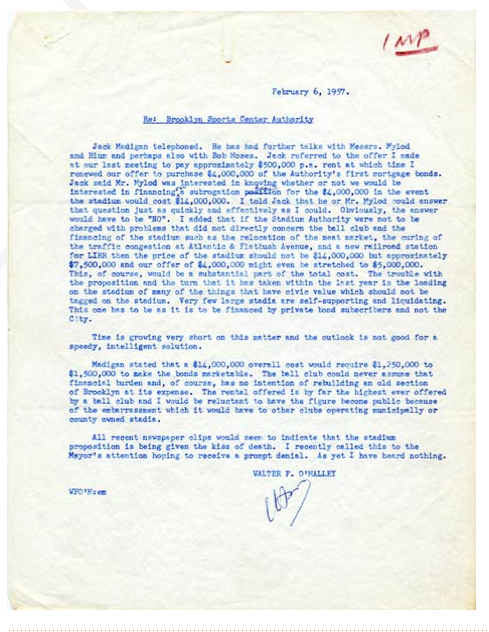 1 MP
February 6, 1957.
Re: Brooklyn Sports Center Authority
Jack Madigan telephoned. He has had further talks with Messrs. Mylod
and Blum and perhaps also with Bob Moses. Jack referred to the offer I made
at our last meeting to pay approximately $500,000 p.a. rent at which time I
renewed our offer to purchase $4,000,000 of the Authority's first mortgage bonds.
Jack said Mr. Mylod was interested in knowing whether or not we would be
interested in financing a subrogation position for the $4,000,000 in the event
the stadium would cost $14,000,000. I told Jack that he or Mr. Mylod could answer
that question just as quickly and effectively as I could. Obviously, the answer
would have to be "NO". I added that if the Stadium Authority were not to be
charged with problems that did not directly concern the ball club and the
financing of the stadium such as the relocation of the meat market, the curing of
the traffic congestion at Atlantic & Flatbush Avenue, and a new railroad station
for LIRR then the price of the stadium should not be $14,000,000 but approximately
$7,500,000 and our offer of $4,000,000 might even be stretched to $5,000,000.
This, of course, would be a substantial part of the total cost. The trouble with
the proposition and the turn that it has taken within the last year is the loading
on the stadium of many of the things that have civic value which should not be
tagged on the stadium. Very few large stadia are self-supporting and liquidating.
This one has to be as it is to be financed by private bond subscribers and not the
City.
Time is growing very short on this matter and the outlook is not good for a
speedy, intelligent solution.
Madigan stated that a $14,000,000 overall cost would require $1,250,000 to
$1,500,000 to make the bonds marketable. The ball club could never assume that
financial burden and, of course, has no intention of rebuilding an old section
of Brooklyn at its expense. The rental offered is by far the highest ever offered
by a ball club and I would be reluctant to have the figure become public because
of the embarrassment which it would have to other clubs operating municipally or
county owned stadia.
All recent newspaper clips would seem to indicate that the stadium
proposition is being given the kiss of death. I recently called this to the
Mayor's attention hoping to receive a prompt denial. As yet I have heard nothing.
WALTER F. O'MALLEY
WFO'M:em